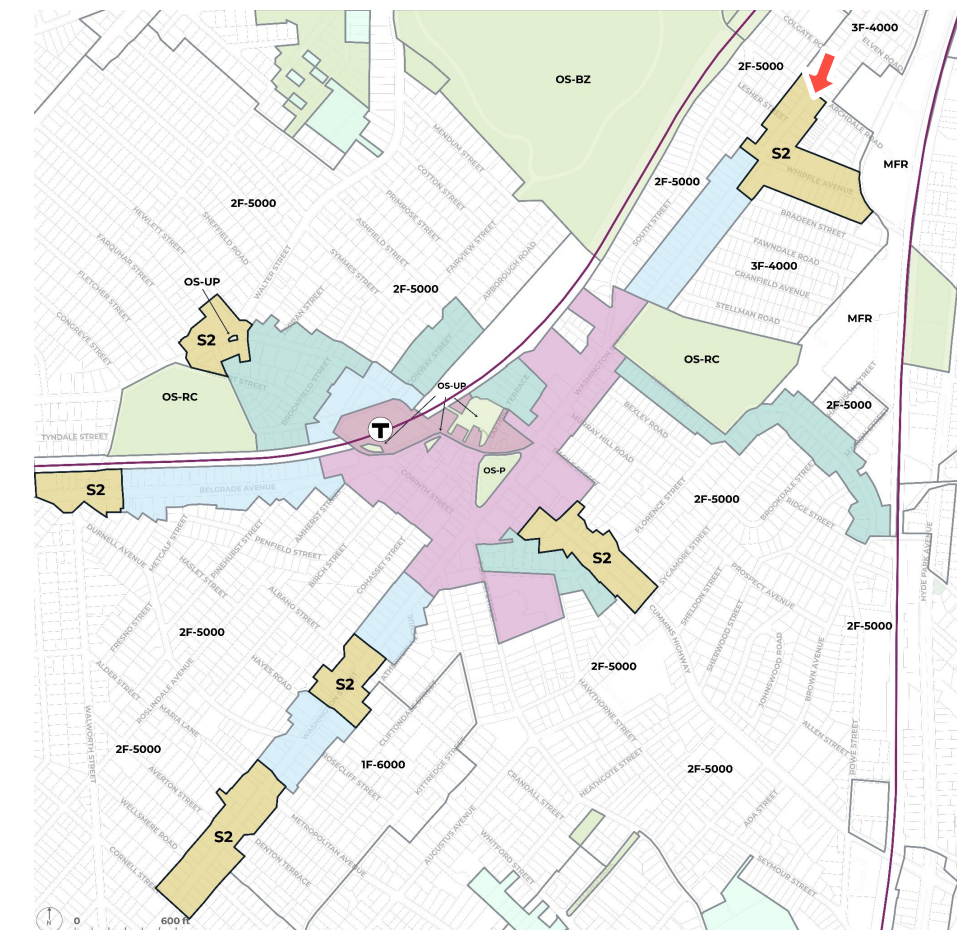 COLGATE RO
3F-4000
ELVEN ROAD
2F-5000
OS-BZ
LESHER STREET
ARCHDALE ROAD
MENDUM STREET
S2
MFR
WHIPPLE AVENUE
COTTON STREET
2F-5000
PRIMROSE STREET
2F-5000
HEWLETT STREET
SHEFFIELD ROAD
ASHFIELD STREET
FAIRVIEW STREET
SOUTH STREET
BRADEEN STREET
FARQUHAR STREET
WALTER STREET
SYMMES STREET
ARBOROUGH ROAD
FAWNDALE ROAD
3F-4000
CRANFIELD AVENUE
FLETCHER STREET
OS-UP
2F-5000
STELLMAN ROAD
CONGREVE STREET
MFR
S2
CONWAY STREET
WASHINGTON
OS-RC
OS-UP
TERRACE
OS-RC
BROOKFIELD STREET
2F-5000
BEXLEY ROAD
T
MURRAY HILL ROAD
TYNDALE STREET
OS-P
CORINTH STREET
S2
BELGRADE AVENUE
FLORENCE STREET
2F-5000
BROOKDALE STREET
RIDGE STREET
DURNELL AVENUE
METCALF STREET
PINEHURST STREET
AMHERST STREET
PENFIELD STREET
BIRCH STREET
COHASSET STREET
S2
SYCAMORE STREET
HYDE PARK AVENUE
PROSPECT AVENUE
SHELDON STREET
ALBANO STREET
FRESNO STREET
2F-5000
CUMMINS HIGHWAY
SHERWOOD STREET
2F-5000
HAYES ROAD
2F-5000
JOHNSWOOD ROAD
BROWN AVENUE
ALDER STREET
ROSLINDALE AVENUE
S2
MARIA LANE
HAWTHORNE STREET
WALWORTH STREET
CLIFTONDALE STREET
ALLEN STREET
ROWE STREET
2F-5000
1F-6000
ROSECLIFF STREET
KITTREDGE STREET
HEATHCOTE STREET
2F-5000
AVERTON STREET
CRANDALL STREET
WELLSMERE ROAD
S2
METROPOLITAN AVENUE
AUGUSTUS AVENUE
ADA STREET
DENTON TERRACE
WHITFORD STREET
CORNELL STREET
SEYMOUR STREET
N
0
600 ft